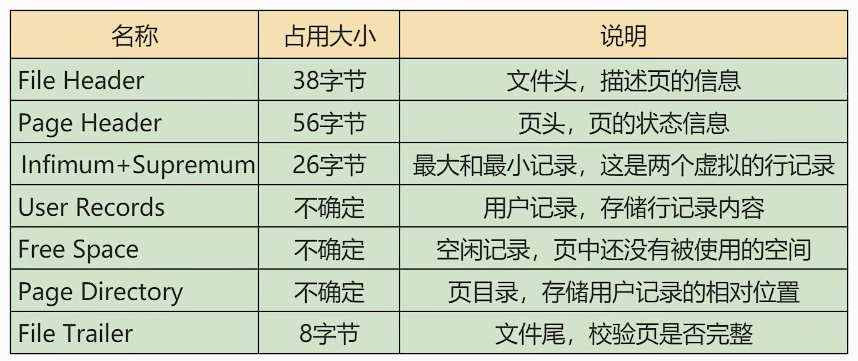 名称 占用大小 说明
File Header 38字节 文件头，描述页的信息
Page Header 56字节 页头，页的状态信息
Infimum+Supremum 26字节 最大和最小记录，这是两个虚拟的行记录
User Records 不确定 用户记录，存储行记录内容
Free Space 不确定 空闲记录，页中还没有被使用的空间
Page Directory 不确定 页目录，存储用户记录的相对位置
File Trailer 8字节 文件尾，校验页是否完整